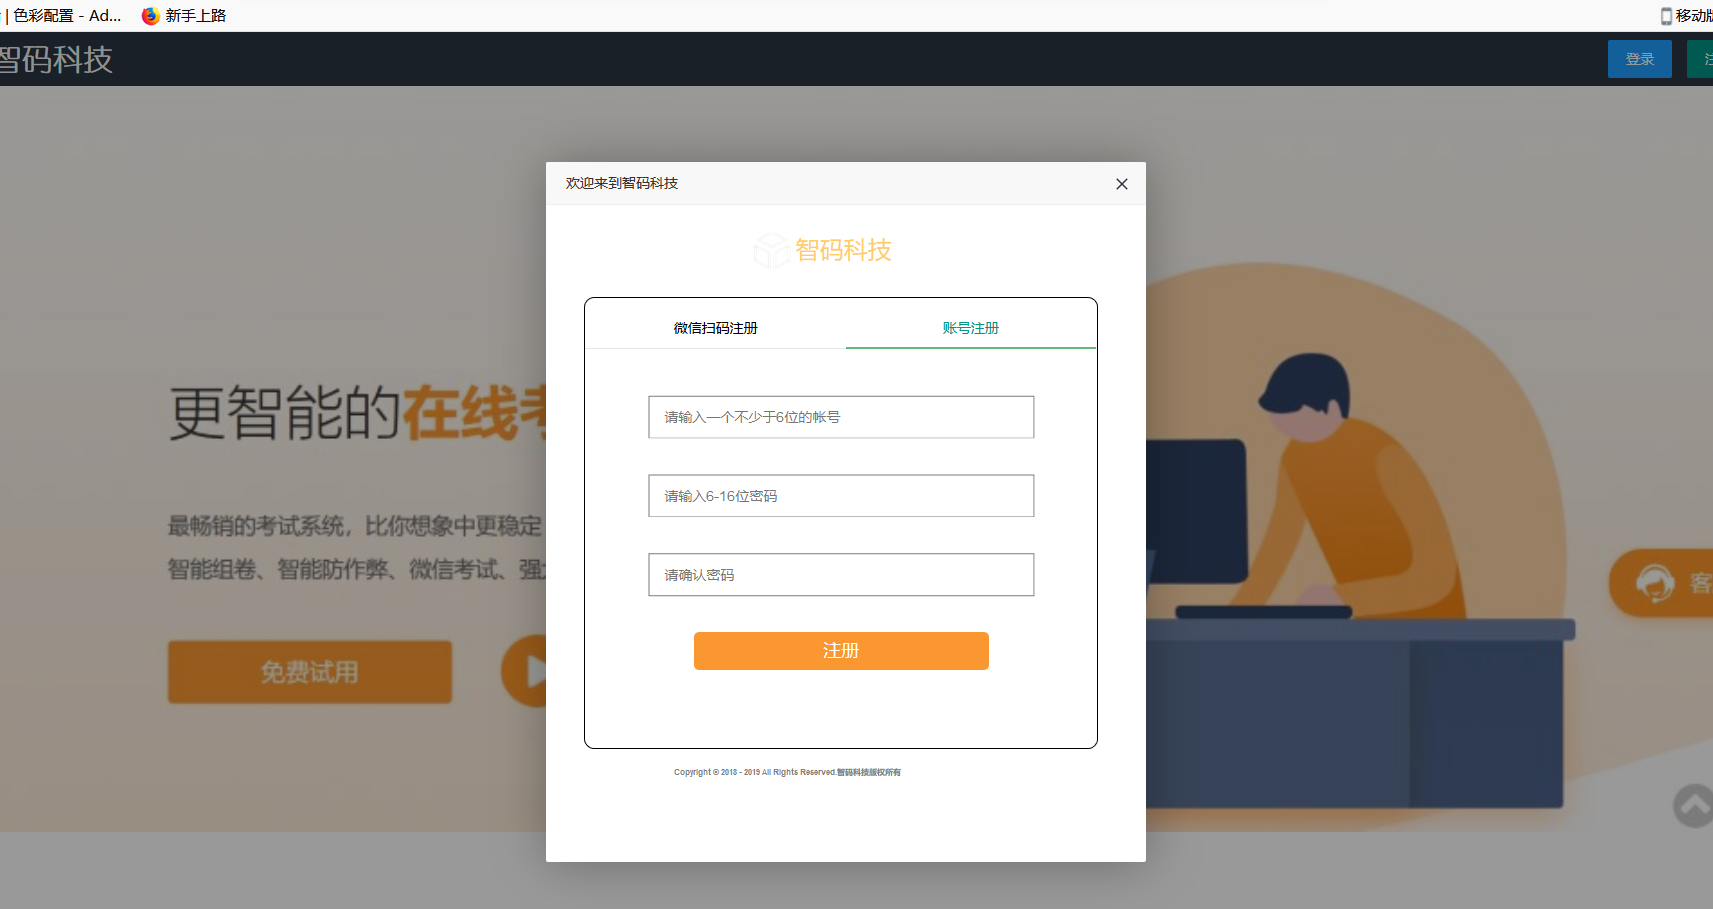 | 色彩配置 - Ad... 新手上路 移动版
智码科技 登录
欢迎来到智码科技
智码科技
微信扫码注册 账号注册
请输入一个不少于6位的帐号
请输入6-16位密码
请确认密码
注册
Copyright © 2018 - 2019 All Rights Reserved.智码科技版权所有
更智能的在线
最畅销的考试系统，比你想象中更稳定
智能组卷、智能防作弊、微信考试、强
免费试用
客